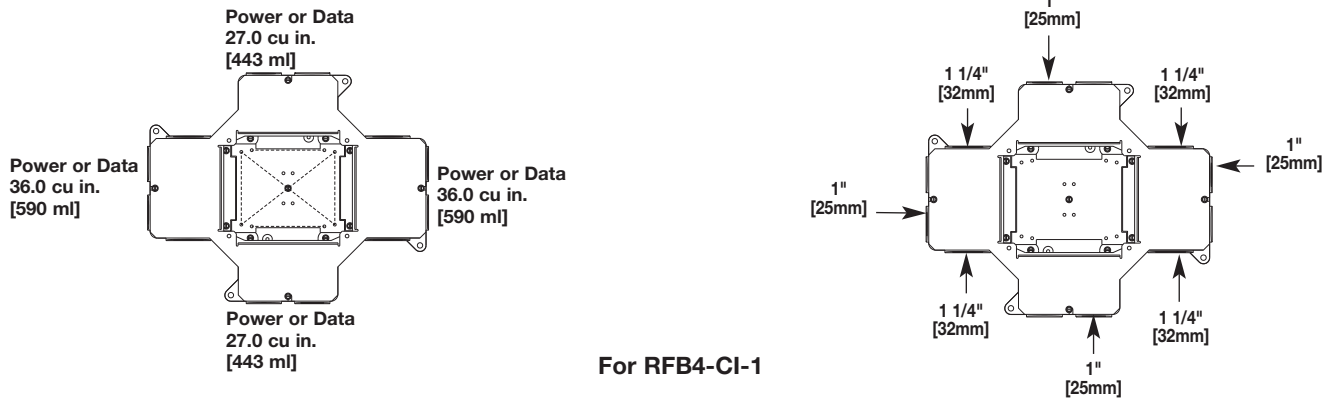 Power or Data
27.0 cu in.
[443 ml]
Power or Data
36.0 cu in.
[590 ml]
Power or Data
36.0 cu in.
[590 ml]
Power or Data
27.0 cu in.
[443 ml]
[25mm]
1 1/4"
[32mm]
1 1/4"
[32mm]
1"
[25mm]
1"
[25mm]
1 1/4"
[32mm]
1 1/4"
[32mm]
1"
[25mm]
For RFB4-CI-1